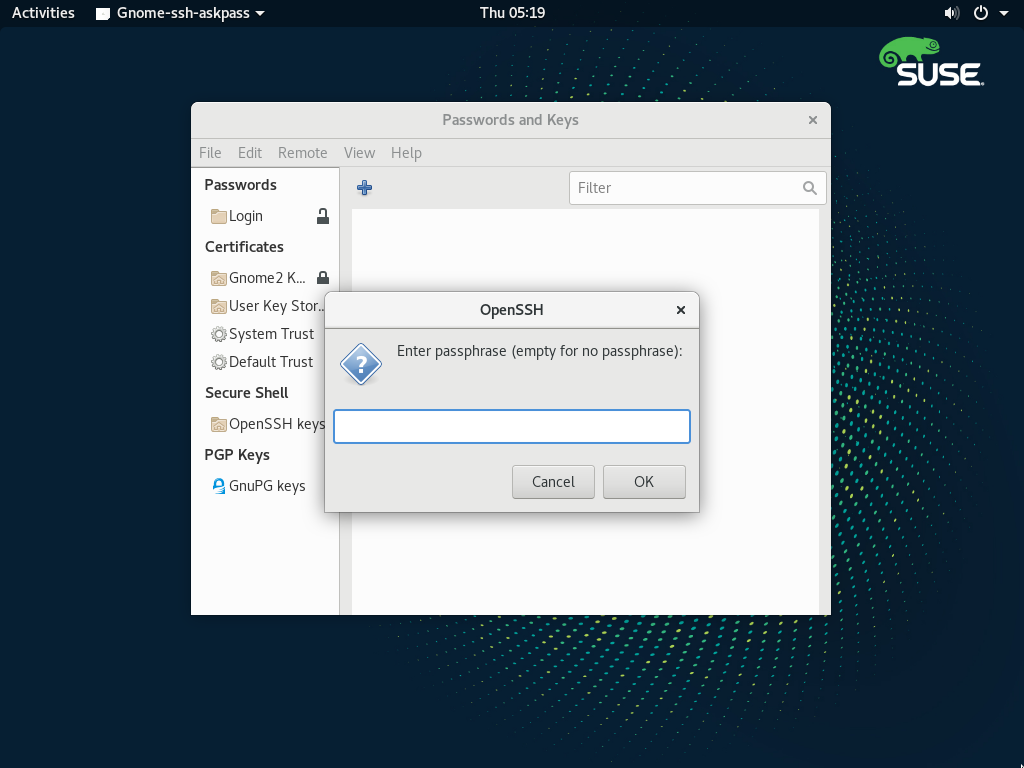 Activities Gnome-ssh-askpass Thu 05:19
SUSE
Passwords and Keys
File Edit Remote View Help
Passwords
Filter
Login
Certificates
Gnome2 K...
User Key Stor...
System Trust
Default Trust
Secure Shell
OpenSSH keys
PGP Keys
GnuPG keys
OpenSSH
Enter passphrase (empty for no passphrase):
Cancel OK